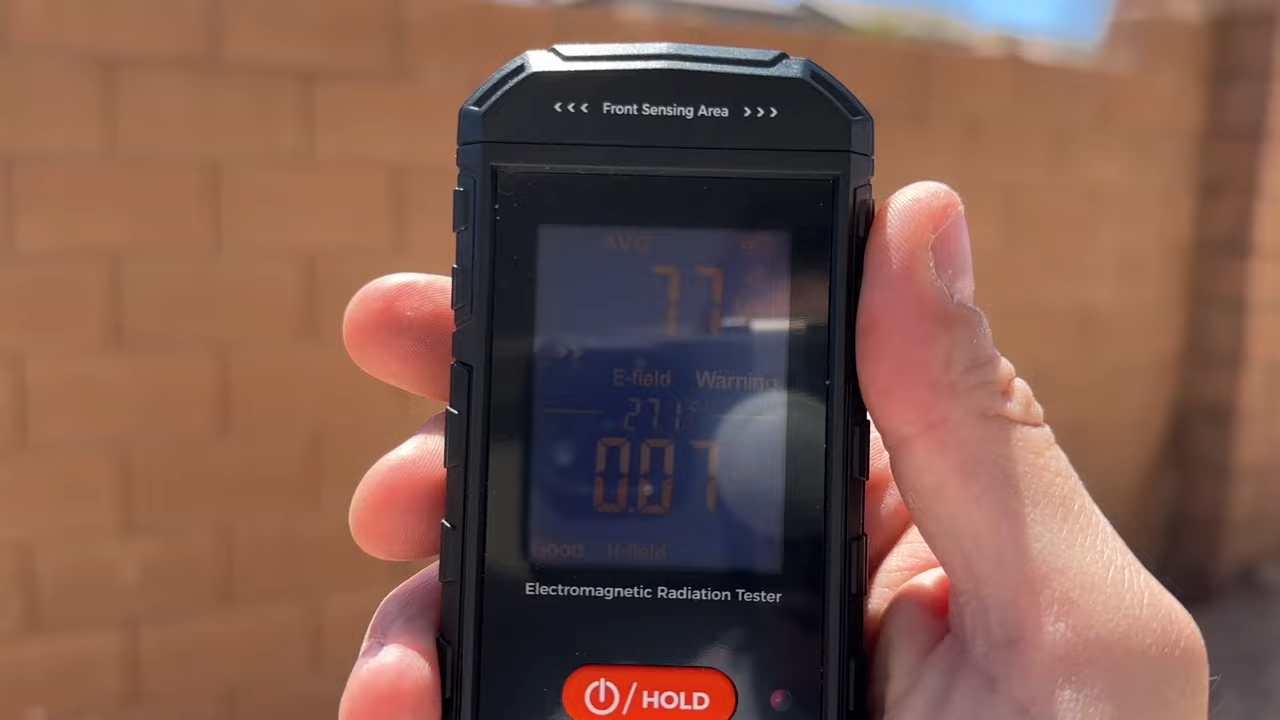 ‹‹‹ Front Sensing Area ›››
AVG
77
E-field Warning
27.1°
0.07
Good H-field
Electromagnetic Radiation Tester
/ HOLD